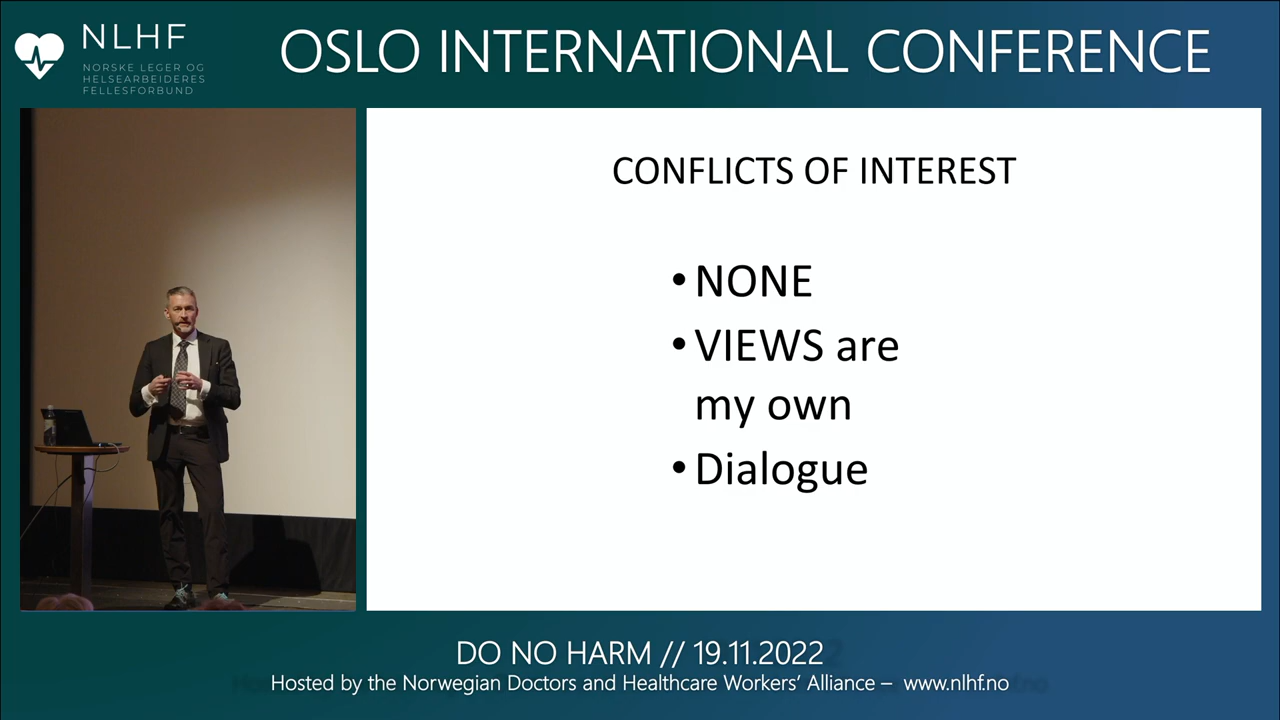 NLHF
NORSKE LEGER OG
HELSEARBEIDERES
FELLESFORBUND
OSLO INTERNATIONAL CONFERENCE
CONFLICTS OF INTEREST
• NONE
• VIEWS are
my own
• Dialogue
DO NO HARM // 19.11.2022
Hosted by the Norwegian Doctors and Healthcare Workers' Alliance – www.nlhf.no